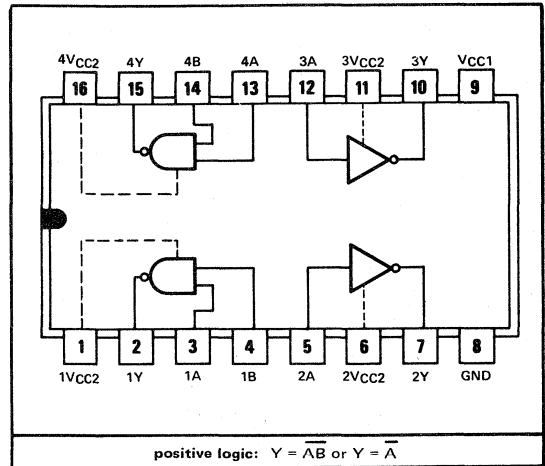 4VCC2 4Y 4B 4A 3A 3VCC2 3Y VCC1
16 15 14 13 12 11 10 9
1 2 3 4 5 6 7 8
1VCC2 1Y 1A 1B 2A 2VCC2 2Y GND
positive logic: Y = A̅B̅ or Y = A̅